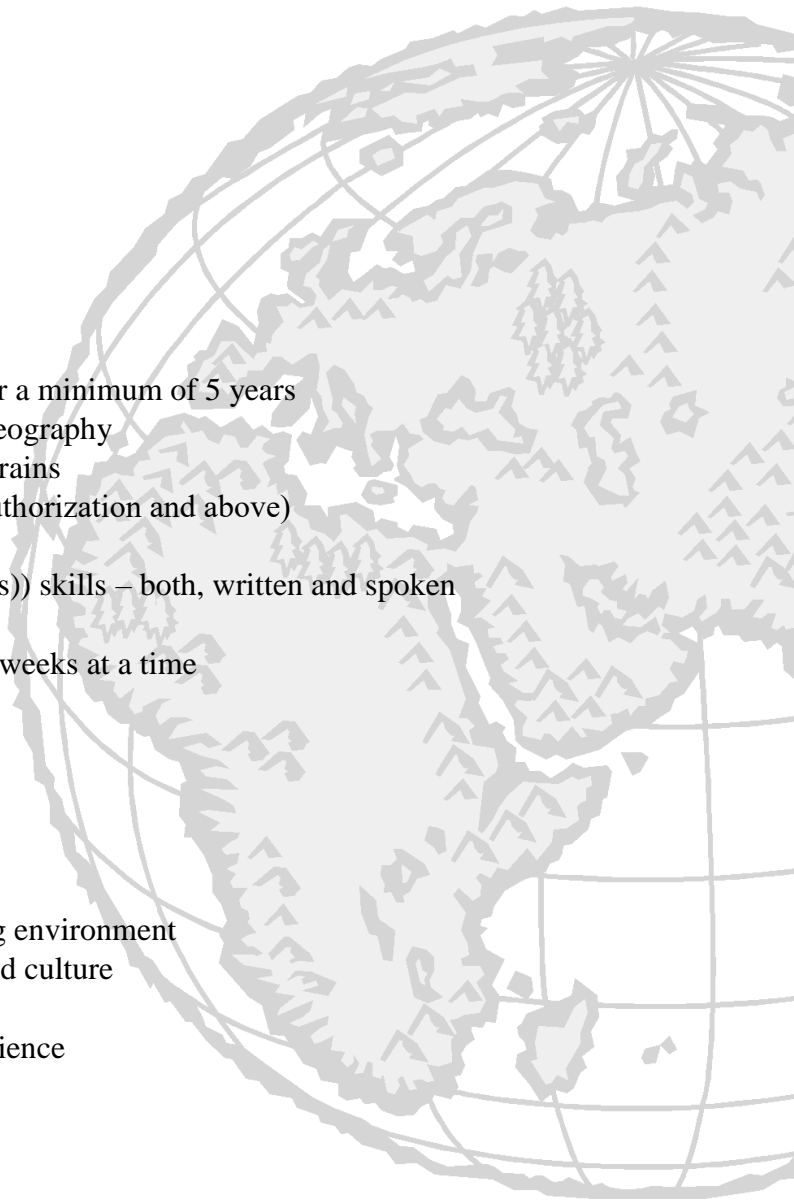 r a minimum of 5 years
eography
rains
uthorization and above)
s)) skills – both, written and spoken
weeks at a time
g environment
d culture
ience